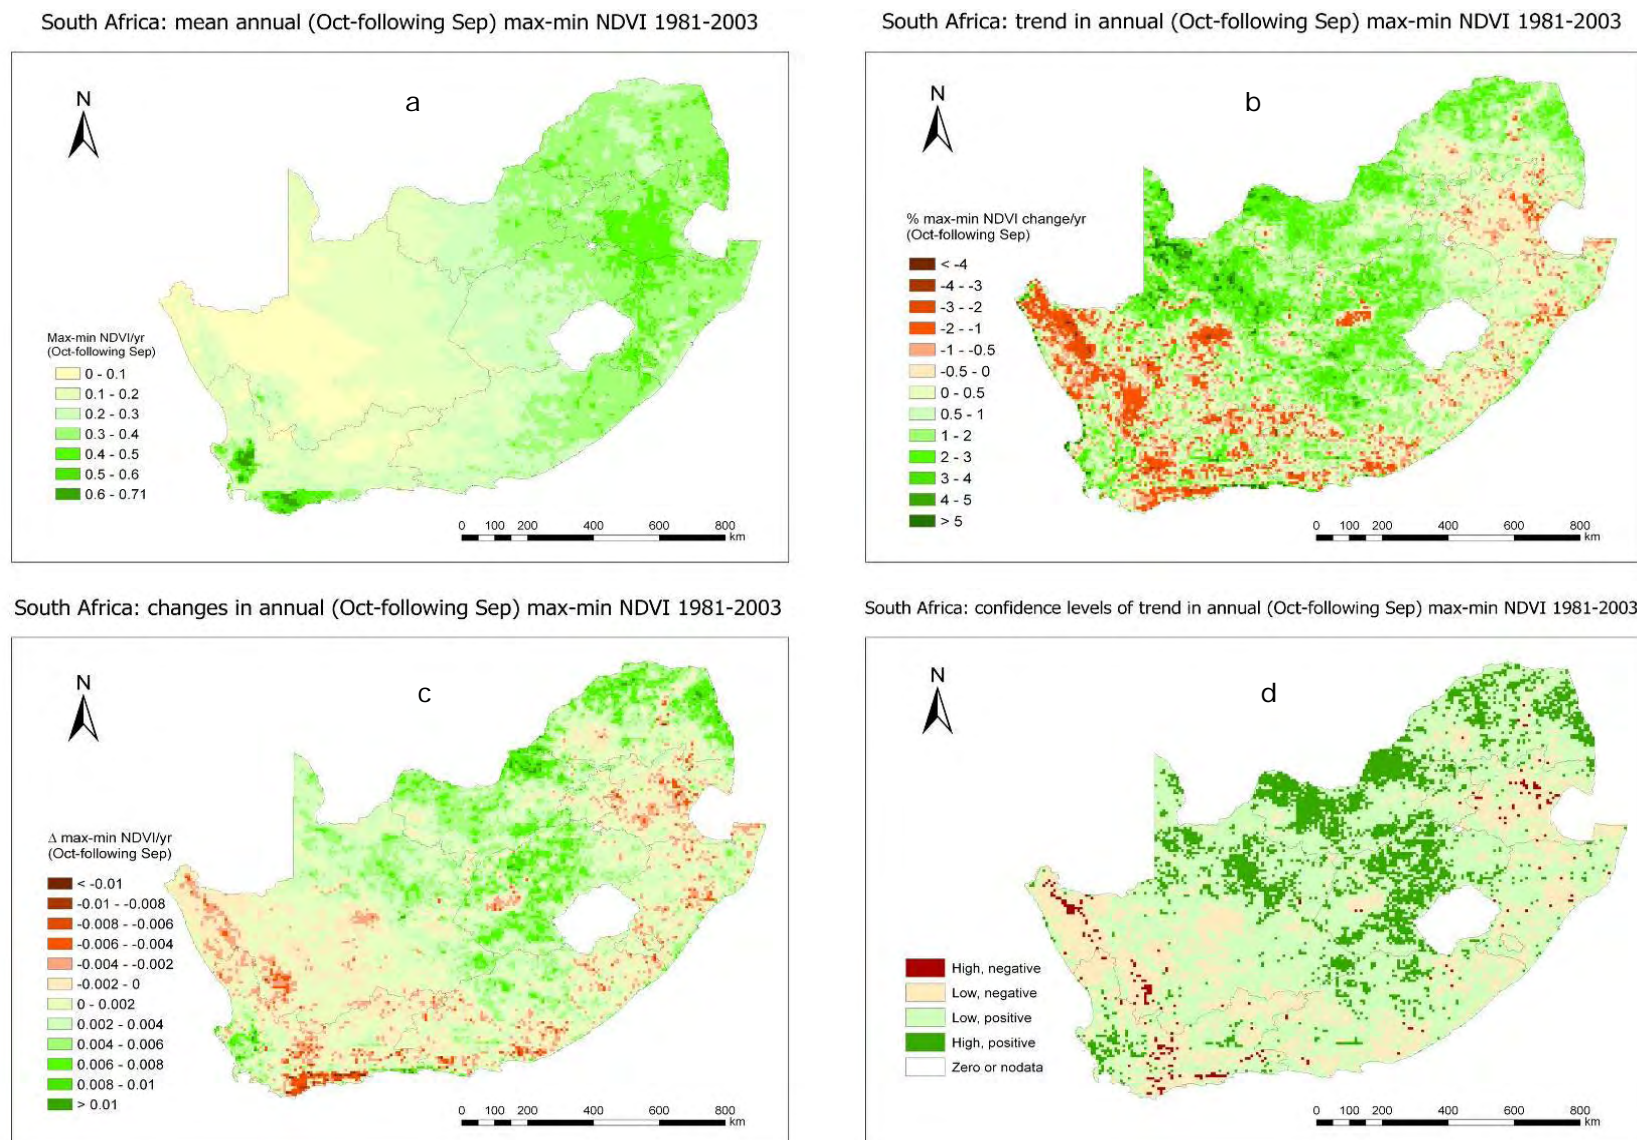 South Africa: mean annual (Oct-following Sep) max-min NDVI 1981-2003
N
a
Max-min NDVI/yr
(Oct-following Sep)
0 - 0.1
0.1 - 0.2
0.2 - 0.3
0.3 - 0.4
0.4 - 0.5
0.5 - 0.6
0.6 - 0.71
0 100 200 400 600 800
km
South Africa: trend in annual (Oct-following Sep) max-min NDVI 1981-2003
N
b
% max-min NDVI change/yr
(Oct-following Sep)
< -4
-4 - -3
-3 - -2
-2 - -1
-1 - -0.5
-0.5 - 0
0 - 0.5
0.5 - 1
1 - 2
2 - 3
3 - 4
4 - 5
> 5
0 100 200 400 600 800
km
South Africa: changes in annual (Oct-following Sep) max-min NDVI 1981-2003
N
c
Δ max-min NDVI/yr
(Oct-following Sep)
< -0.01
-0.01 - -0.008
-0.008 - -0.006
-0.006 - -0.004
-0.004 - -0.002
-0.002 - 0
0 - 0.002
0.002 - 0.004
0.004 - 0.006
0.006 - 0.008
0.008 - 0.01
> 0.01
0 100 200 400 600 800
km
South Africa: confidence levels of trend in annual (Oct-following Sep) max-min NDVI 1981-2003
N
d
High, negative
Low, negative
Low, positive
High, positive
Zero or nodata
0 100 200 400 600 800
km